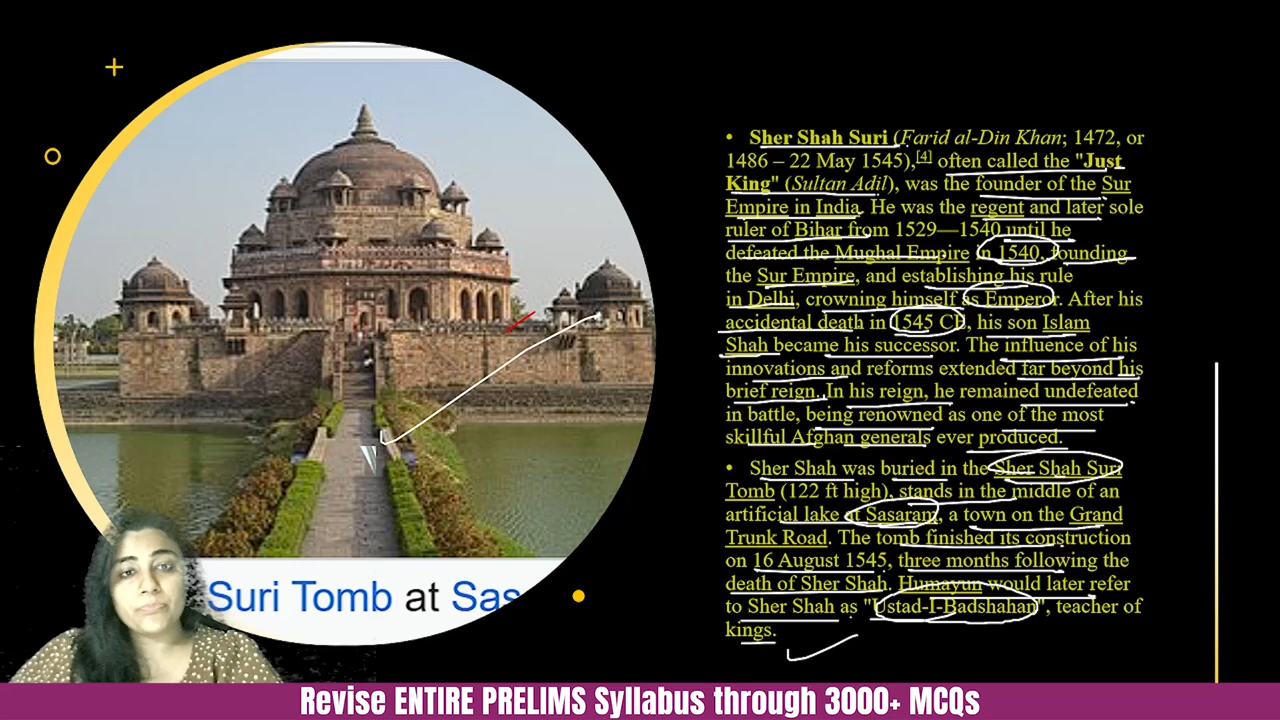 • Sher Shah Suri (Farid al-Din Khan; 1472, or
1486 – 22 May 1545),[4] often called the "Just
King" (Sultan Adil), was the founder of the Sur
Empire in India. He was the regent and later sole
ruler of Bihar from 1529—1540 until he
defeated the Mughal Empire in 1540, founding
the Sur Empire, and establishing his rule
in Delhi, crowning himself as Emperor. After his
accidental death in 1545 CE, his son Islam
Shah became his successor. The influence of his
innovations and reforms extended far beyond his
brief reign. In his reign, he remained undefeated
in battle, being renowned as one of the most
skillful Afghan generals ever produced.
• Sher Shah was buried in the Sher Shah Suri
Tomb (122 ft high), stands in the middle of an
artificial lake at Sasaram, a town on the Grand
Trunk Road. The tomb finished its construction
on 16 August 1545, three months following the
death of Sher Shah. Humayun would later refer
to Sher Shah as "Ustad-I-Badshahan", teacher of
kings.
Suri Tomb at Sas
Revise ENTIRE PRELIMS Syllabus through 3000+ MCQs